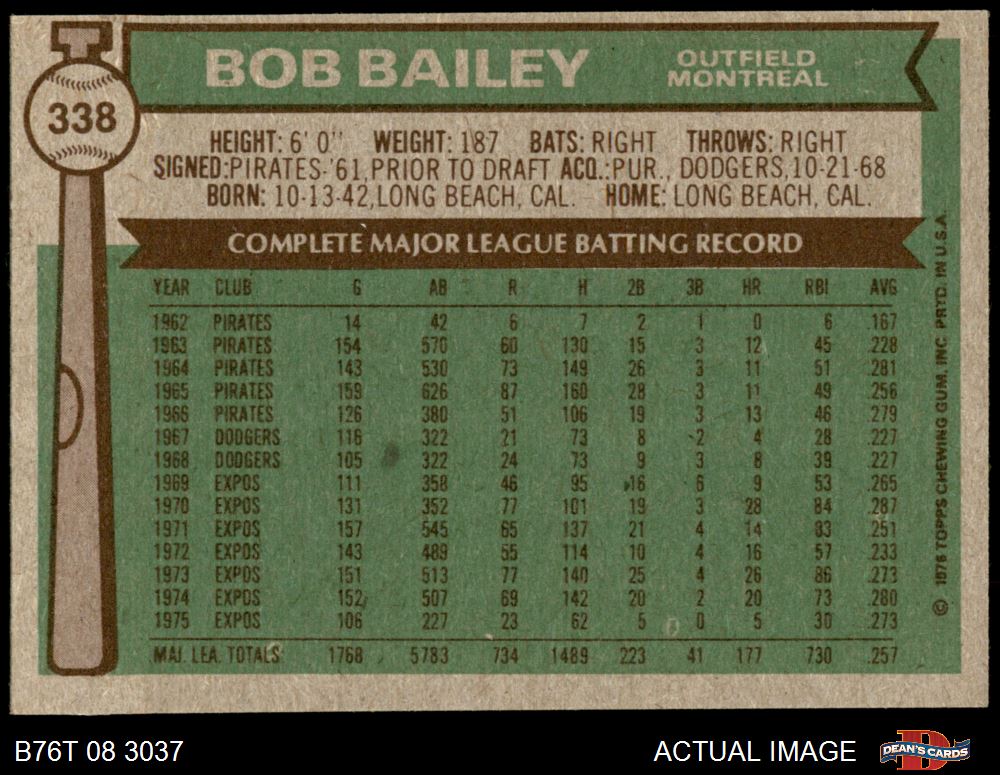 BOB BAILEY
OUTFIELD
MONTREAL
338
HEIGHT: 6' 0" WEIGHT: 187 BATS: RIGHT THROWS: RIGHT
SIGNED: PIRATES-'61, PRIOR TO DRAFT ACQ.: PUR., DODGERS, 10-21-68
BORN: 10-13-42, LONG BEACH, CAL. HOME: LONG BEACH, CAL.
COMPLETE MAJOR LEAGUE BATTING RECORD
YEAR CLUB G AB R H 2B 3B HR RBI AVG
1962 PIRATES 14 42 6 7 2 1 0 6 .167
1963 PIRATES 154 570 60 130 15 3 12 45 .228
1964 PIRATES 143 530 73 149 26 3 11 51 .281
1965 PIRATES 159 626 87 160 28 3 11 49 .256
1966 PIRATES 126 380 51 106 19 3 13 46 .279
1967 DODGERS 116 322 21 73 8 2 4 28 .227
1968 DODGERS 105 322 24 73 9 3 8 39 .227
1969 EXPOS 111 358 46 95 16 6 9 53 .265
1970 EXPOS 131 352 77 101 19 3 28 84 .287
1971 EXPOS 157 545 65 137 21 4 14 83 .251
1972 EXPOS 143 489 55 114 10 4 16 57 .233
1973 EXPOS 151 513 77 140 25 4 26 86 .273
1974 EXPOS 152 507 69 142 20 2 20 73 .280
1975 EXPOS 106 227 23 62 5 0 5 30 .273
MAJ. LEA. TOTALS 1768 5783 734 1489 223 41 177 730 .257
© 1976 TOPPS CHEWING GUM, INC. PRTD. IN U.S.A.
B76T 08 3037
ACTUAL IMAGE
D
DEAN'S CARDS